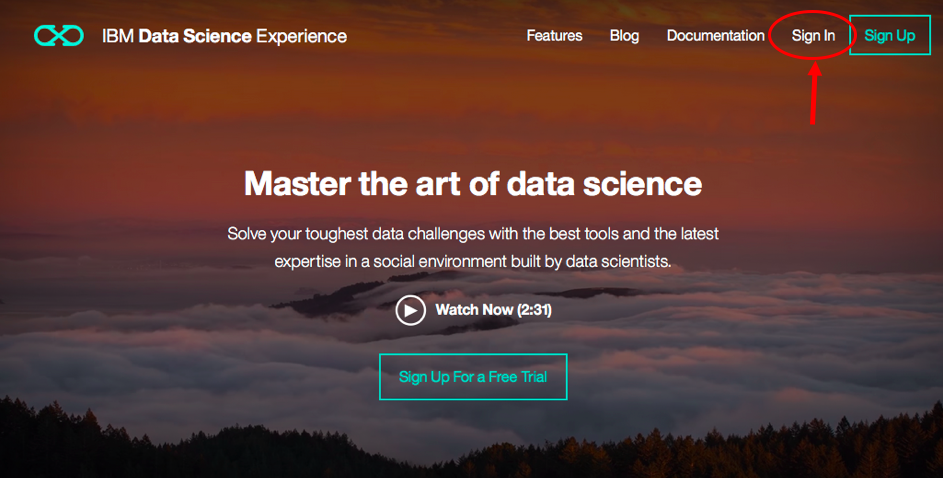 IBM Data Science Experience
Features
Blog
Documentation
Sign In
Sign Up
Master the art of data science
Solve your toughest data challenges with the best tools and the latest
expertise in a social environment built by data scientists.
Watch Now (2:31)
Sign Up For a Free Trial